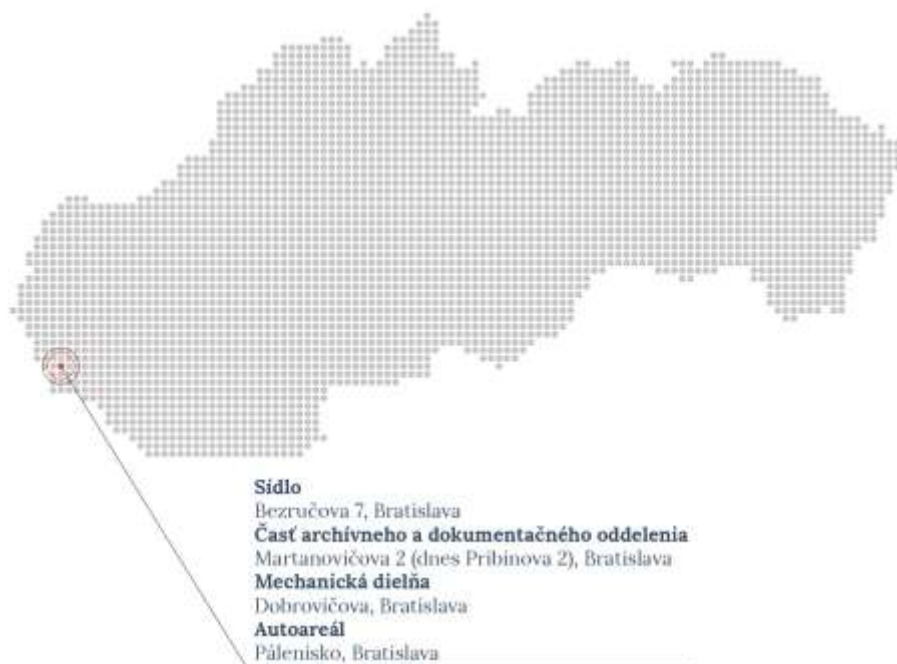 Sídlo
Bezručova 7, Bratislava
Časť archívneho a dokumentačného oddelenia
Martanovičova 2 (dnes Pribinova 2), Bratislava
Mechanická dielňa
Dobrovičova, Bratislava
Autoareál
Pálenisko, Bratislava